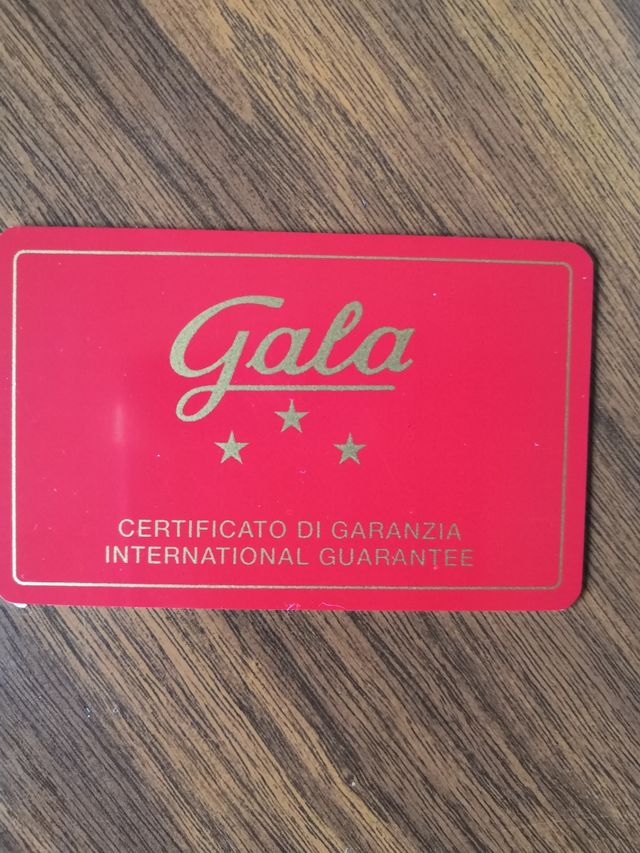 Gala
CERTIFICATO DI GARANZIA
INTERNATIONAL GUARANTEE